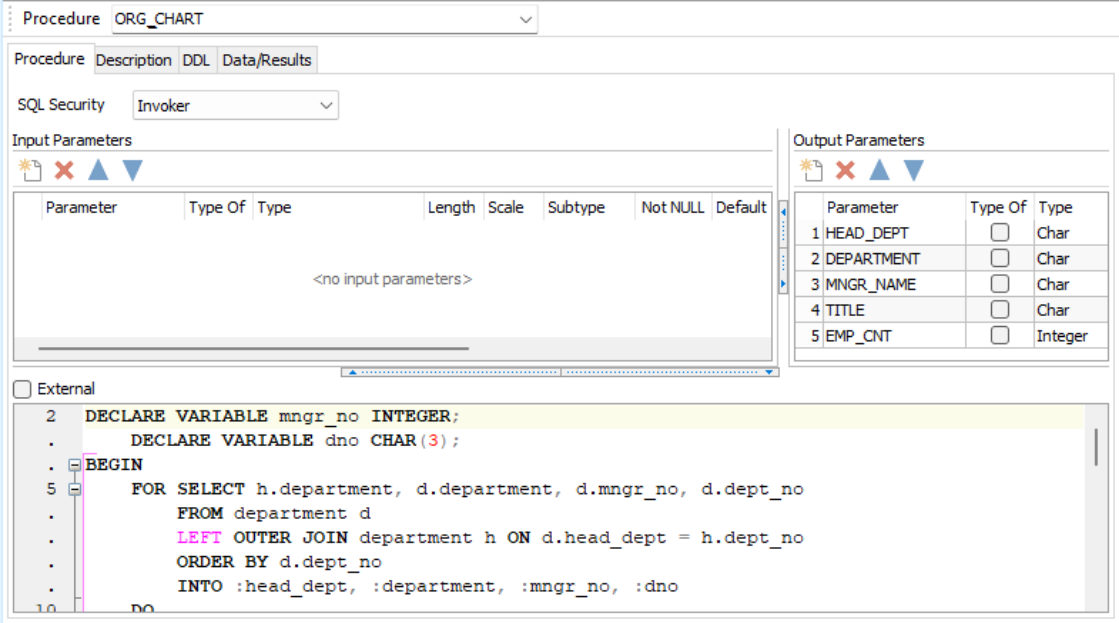 Procedure ORG_CHART
Procedure Description DDL Data/Results
SQL Security Invoker
Input Parameters
Parameter Type Of Type Length Scale Subtype Not NULL Default
<no input parameters>
Output Parameters
Parameter Type Of Type
1 HEAD_DEPT Char
2 DEPARTMENT Char
3 MNGR_NAME Char
4 TITLE Char
5 EMP_CNT Integer
External
2 DECLARE VARIABLE mngr_no INTEGER;
. DECLARE VARIABLE dno CHAR(3);
. BEGIN
5 FOR SELECT h.department, d.department, d.mngr_no, d.dept_no
. FROM department d
. LEFT OUTER JOIN department h ON d.head_dept = h.dept_no
. ORDER BY d.dept_no
. INTO :head_dept, :department, :mngr_no, :dno
10 DO